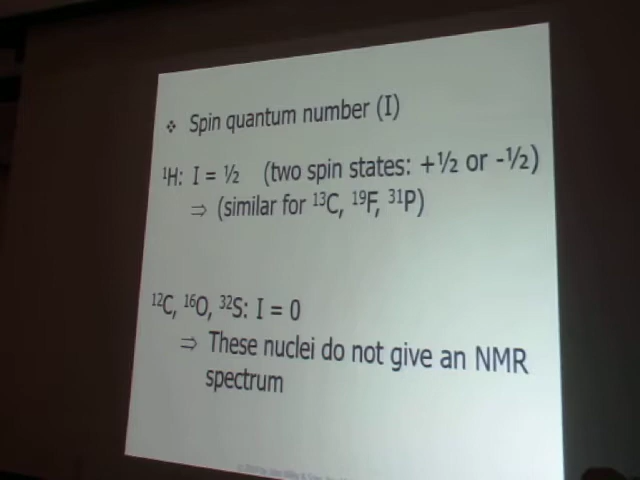 ❖ Spin quantum number (I)
¹H: I = ½ (two spin states: +½ or -½)
⇒ (similar for ¹³C, ¹⁹F, ³¹P)
¹²C, ¹⁶O, ³²S: I = 0
⇒ These nuclei do not give an NMR
spectrum